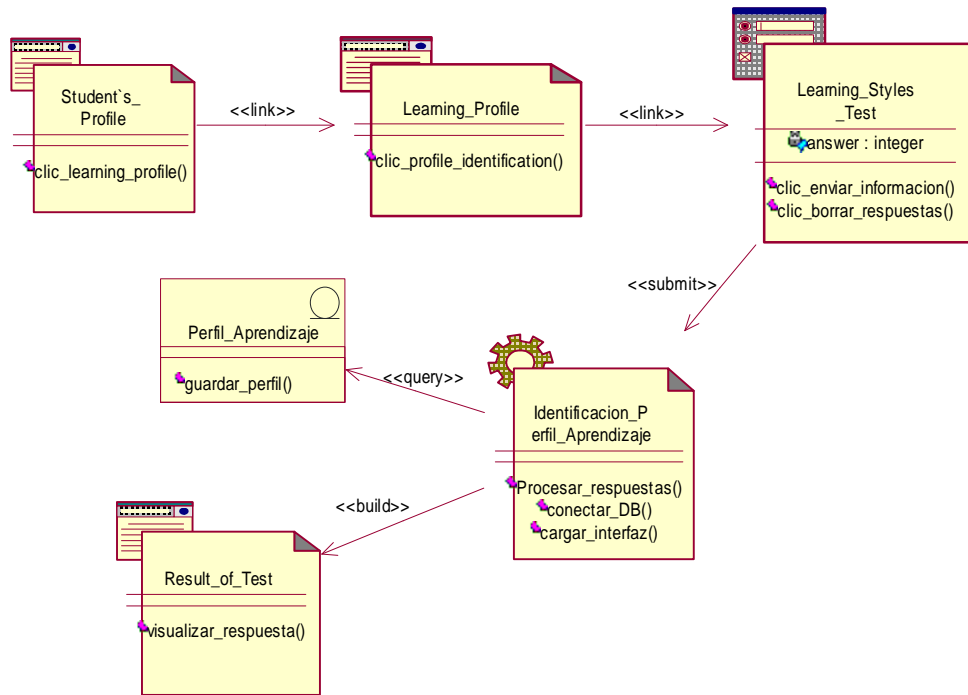 Student`s_
Profile
clic_learning_profile()
<<link>>
Learning_Profile
clic_profile_identification()
<<link>>
Learning_Styles
_Test
answer : integer
clic_enviar_informacion()
clic_borrar_respuestas()
<<submit>>
Perfil_Aprendizaje
guardar_perfil()
<<query>>
Identificacion_P
erfil_Aprendizaje
Procesar_respuestas()
conectar_DB()
cargar_interfaz()
<<build>>
Result_of_Test
visualizar_respuesta()